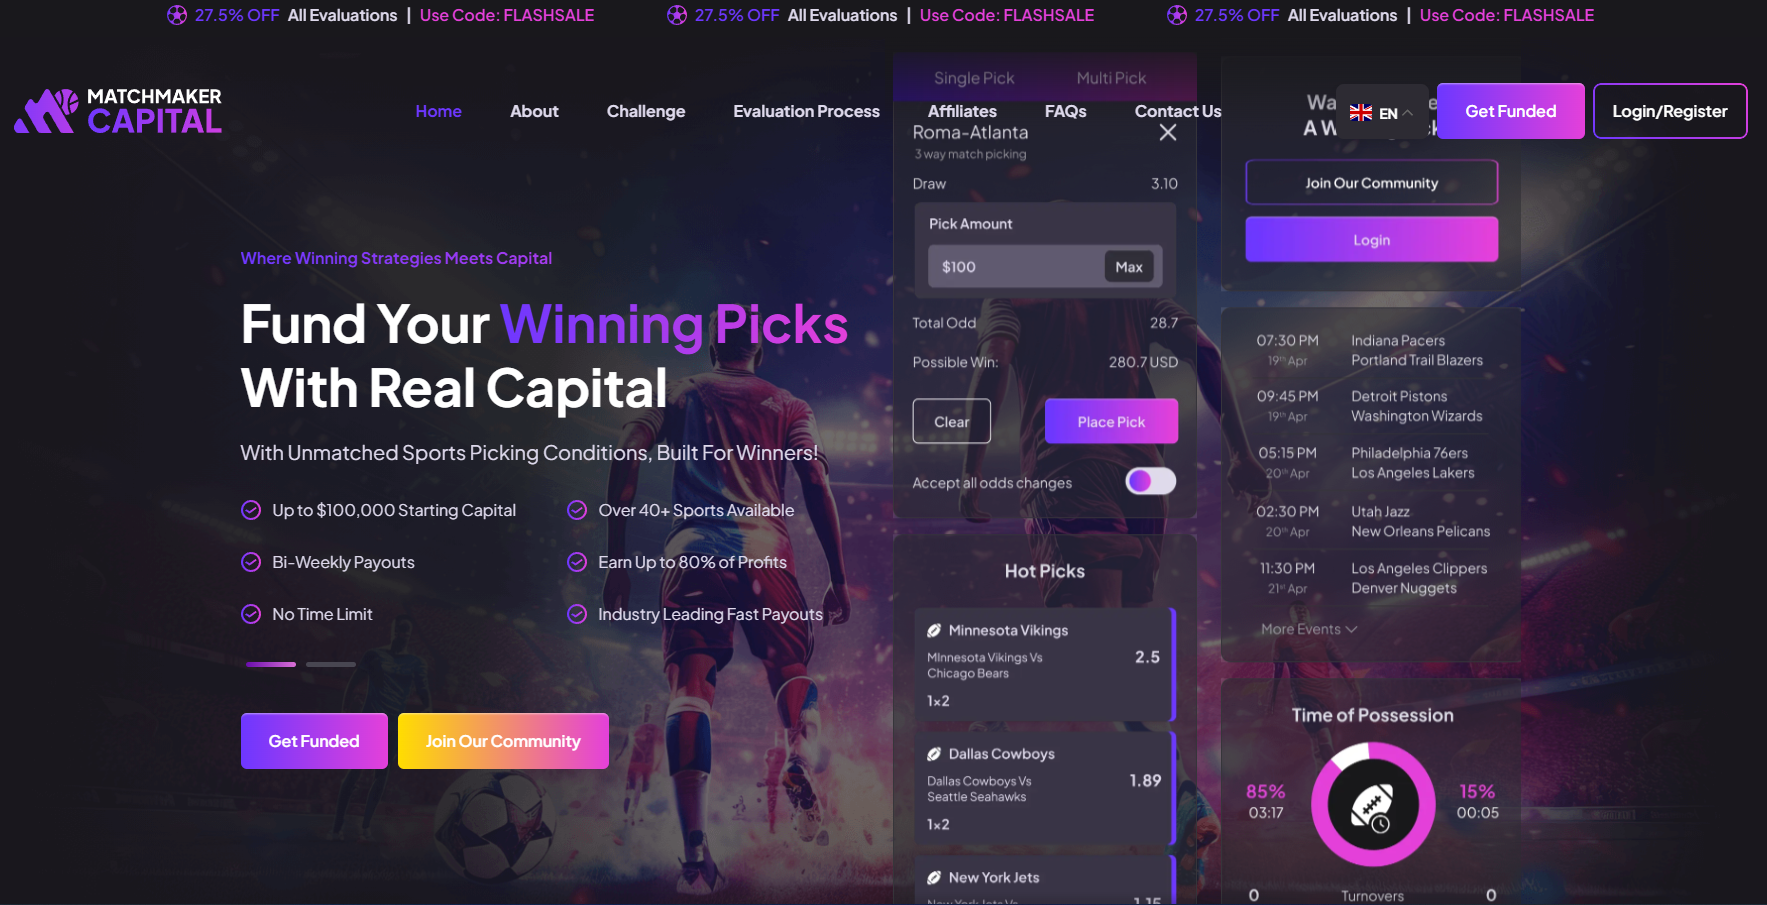 27.5% OFF All Evaluations | Use Code: FLASHSALE
27.5% OFF All Evaluations | Use Code: FLASHSALE
27.5% OFF All Evaluations | Use Code: FLASHSALE
MATCHMAKER
CAPITAL
Home
About
Challenge
Evaluation Process
Affiliates
FAQs
Contact Us
EN
Get Funded
Login/Register
Where Winning Strategies Meets Capital
Fund Your Winning Picks
With Real Capital
With Unmatched Sports Picking Conditions, Built For Winners!
Up to $100,000 Starting Capital
Over 40+ Sports Available
Bi-Weekly Payouts
Earn Up to 80% of Profits
No Time Limit
Industry Leading Fast Payouts
Get Funded
Join Our Community
Single Pick
Multi Pick
Roma-Atlanta
3 way match picking
Draw
3.10
Pick Amount
$100
Max
Total Odd
28.7
Possible Win:
280.7 USD
Clear
Place Pick
Accept all odds changes
Hot Picks
Minnesota Vikings
MInnesota Vikings Vs
Chicago Bears
2.5
1×2
Dallas Cowboys
Dallas Cowboys Vs
Seattle Seahawks
1.89
1×2
New York Jets
New York Jets Vs
1.15
Join Our Community
Login
07:30 PM
19th Apr
Indiana Pacers
Portland Trail Blazers
09:45 PM
19th Apr
Detroit Pistons
Washington Wizards
05:15 PM
20th Apr
Philadelphia 76ers
Los Angeles Lakers
02:30 PM
20th Apr
Utah Jazz
New Orleans Pelicans
11:30 PM
21st Apr
Los Angeles Clippers
Denver Nuggets
More Events
Time of Possession
85%
03:17
15%
00:05
0
Turnovers
0